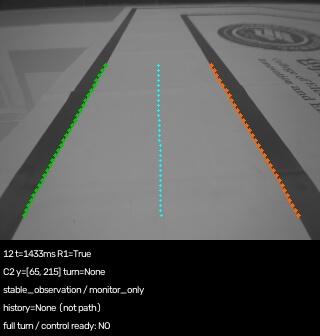 12 t=1433ms R1=True
C2 y=[65, 215] turn=None
stable_observation / monitor_only
history=None (not path)
full turn / control ready: NO